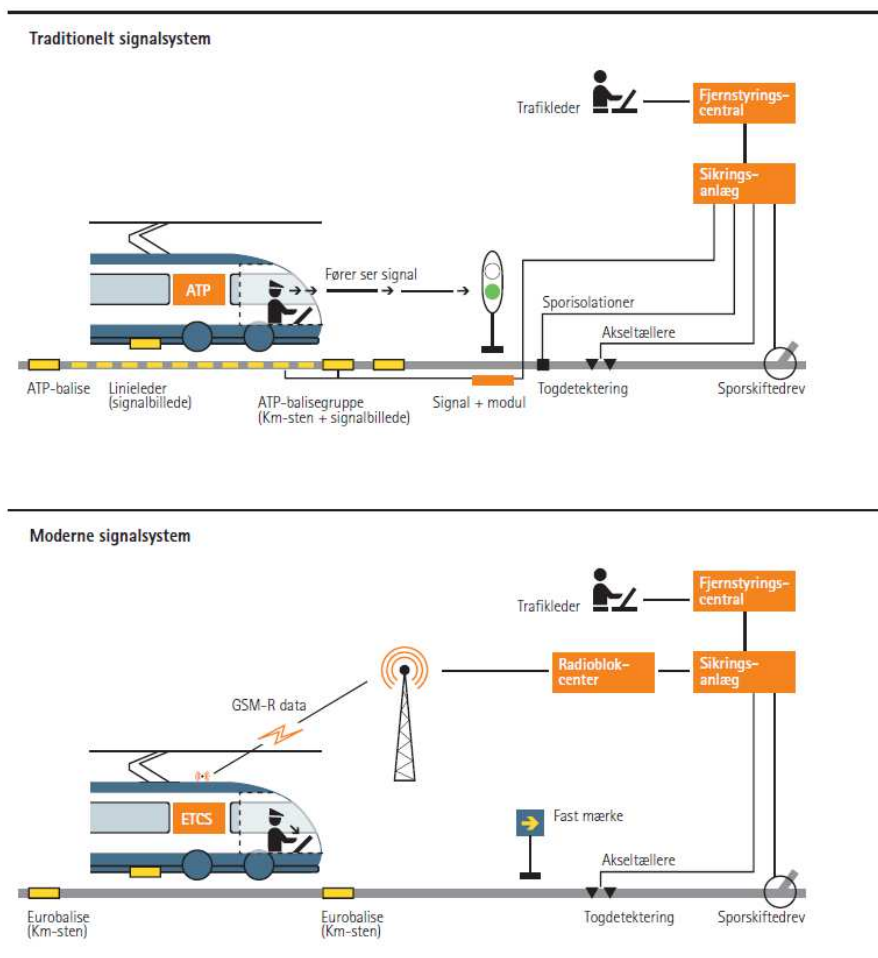 Traditionelt signalsystem
Trafikleder
Fjernstyrings-
central
Sikrings-
anlæg
ATP
Fører ser signal
Sporisolationer
Akseltællere
ATP-balise
Linieleder
(signalbillede)
ATP-balisegruppe
(Km-sten + signalbillede)
Signal + modul
Togdetektering
Sporskiftedrev
Moderne signalsystem
Trafikleder
Fjernstyrings-
central
Radioblok-
center
Sikrings-
anlæg
GSM-R data
ETCS
Fast mærke
Akseltællere
Eurobalise
(Km-sten)
Eurobalise
(Km-sten)
Togdetektering
Sporskiftedrev